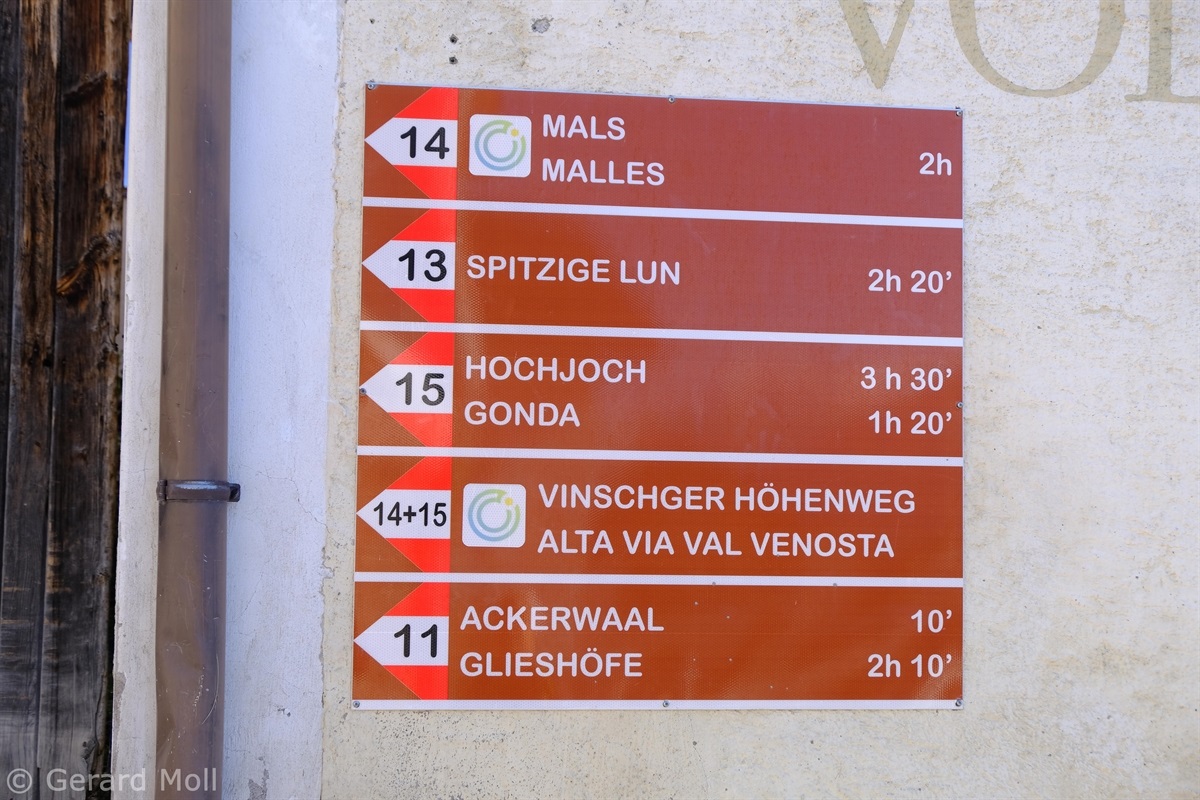 VOL
14 MALS
MALLES 2h
13 SPITZIGE LUN 2h 20’
15 HOCHJOCH 3 h 30’
GONDA 1h 20’
14+15 VINSCHGER HÖHENWEG
ALTA VIA VAL VENOSTA
11 ACKERWAAL 10’
GLIESHÖFE 2h 10’
© Gerard Moll